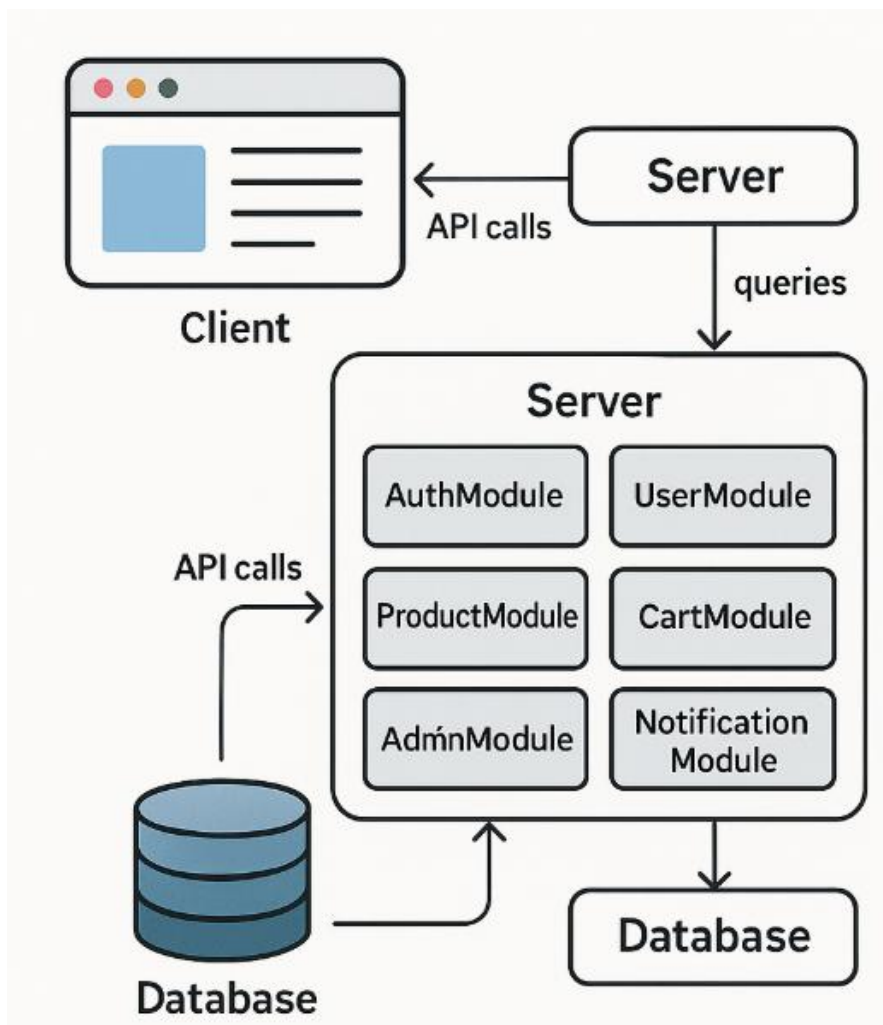 Server
API calls
queries
Client
Server
AuthModule
UserModule
API calls
ProductModule
CartModule
AdḿnModule
Notification
Module
Database
Database